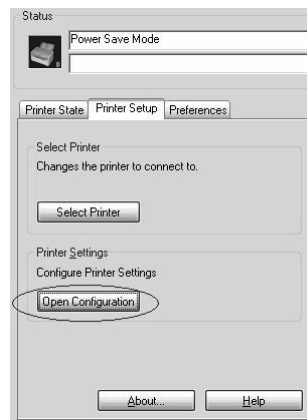 Status
Power Save Mode
Printer State Printer Setup Preferences
Select Printer
Changes the printer to connect to.
Select Printer
Printer Settings
Configure Printer Settings
Open Configuration
About... Help